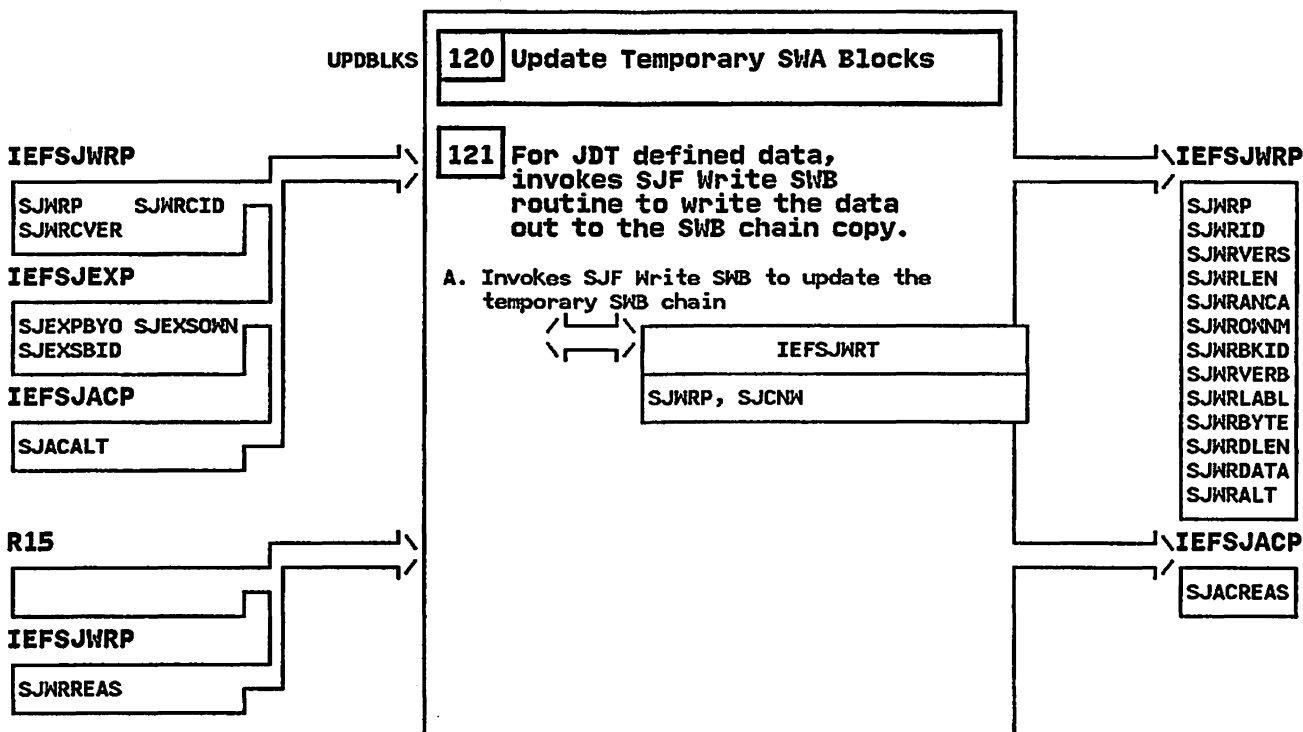 UPDBLKS
120 Update Temporary SWA Blocks
IEFSJWRP
SJWRP SJWRCID
SJWRCVER
IEFSJEXP
SJEXPBYO SJEXSOWN
SJEXSBID
IEFSJACP
SJACALT
R15
IEFSJWRP
SJWRREAS
121 For JDT defined data,
invokes SJF Write SWB
routine to write the data
out to the SWB chain copy.
A. Invokes SJF Write SWB to update the
temporary SWB chain
IEFSJWRT
SJWRP, SJCNW
IEFSJWRP
SJWRP
SJWRID
SJWRVERS
SJWRLEN
SJWRANCA
SJWROWNM
SJWRBKID
SJWRVERB
SJWRLABL
SJWRBYTE
SJWRDLEN
SJWRDATA
SJWRALT
IEFSJACP
SJACREAS